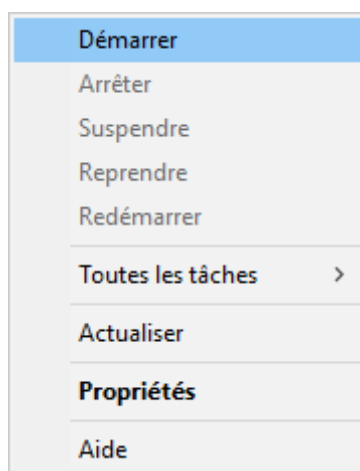 Démarrer
Arrêter
Suspendre
Reprendre
Redémarrer
Toutes les tâches
Actualiser
Propriétés
Aide